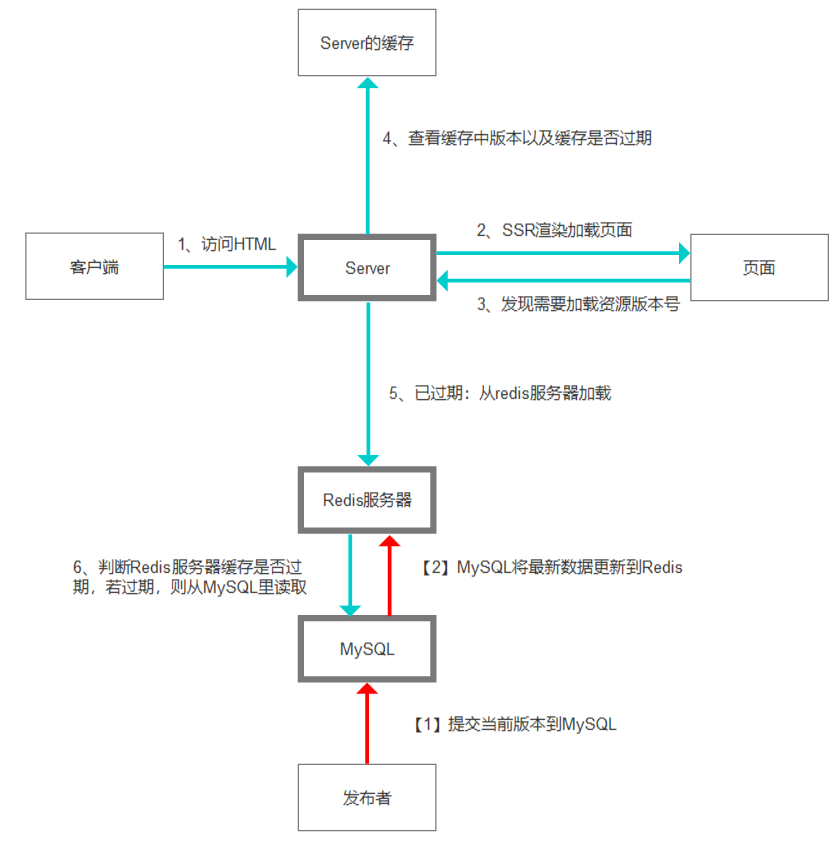 Server的缓存
4、查看缓存中版本以及缓存是否过期
1、访问HTML
2、SSR渲染加载页面
客户端
Server
页面
3、发现需要加载资源版本号
5、已过期：从redis服务器加载
Redis服务器
6、判断Redis服务器缓存是否过
期，若过期，则从MySQL里读取
【2】MySQL将最新数据更新到Redis
MySQL
【1】提交当前版本到MySQL
发布者